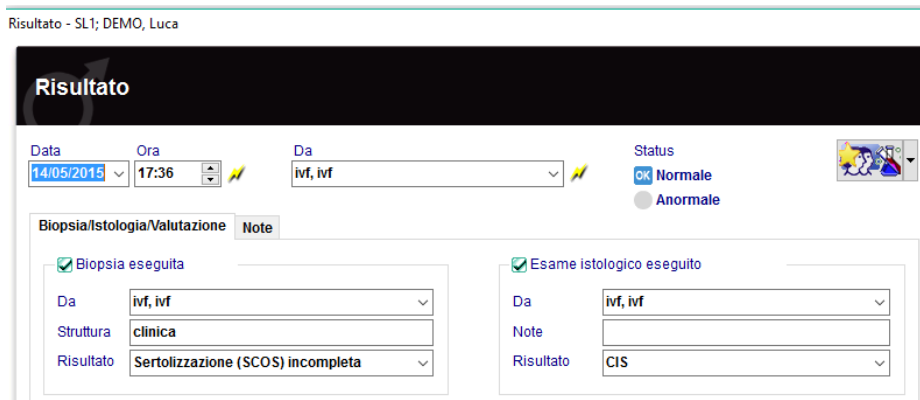 Risultato - SL1; DEMO, Luca
Risultato
Data Ora Da Status
14/05/2015 17:36 ivf, ivf OK Normale
Anormale
Biopsia/Istologia/Valutazione Note
Biopsia eseguita Esame istologico eseguito
Da ivf, ivf Da ivf, ivf
Struttura clinica Note
Risultato Sertolizzazione (SCOS) incompleta Risultato CIS